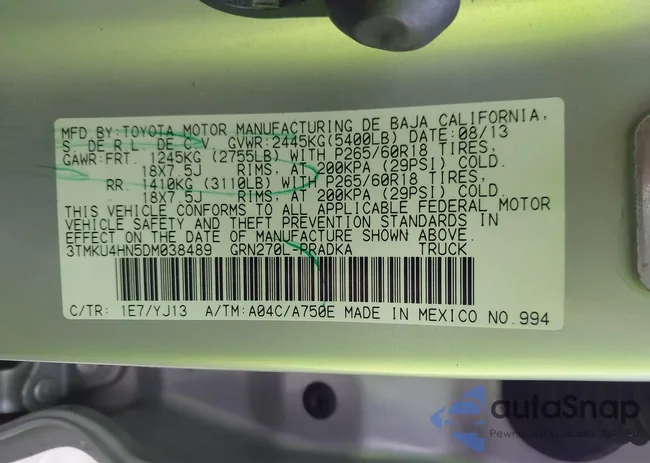 MFD BY:TOYOTA MOTOR MANUFACTURING DE BAJA CALIFORNIA,
S. DE R.L. DE C.V. GVWR:2445KG(5400LB) DATE:08/13
GAWR:FRT. 1245KG (2755LB) WITH P265/60R18 TIRES,
18X7.5J RIMS, AT 200KPA (29PSI) COLD.
RR. 1410KG (3110LB) WITH P265/60R18 TIRES,
18X7.5J RIMS, AT 200KPA (29PSI) COLD.
THIS VEHICLE CONFORMS TO ALL APPLICABLE FEDERAL MOTOR
VEHICLE SAFETY AND THEFT PREVENTION STANDARDS IN
EFFECT ON THE DATE OF MANUFACTURE SHOWN ABOVE.
3TMKU4HN5DM038489 GRN270L-PRADKA TRUCK
C/TR: 1E7/YJ13 A/TM:A04C/A750E MADE IN MEXICO NO.994
autaSnap